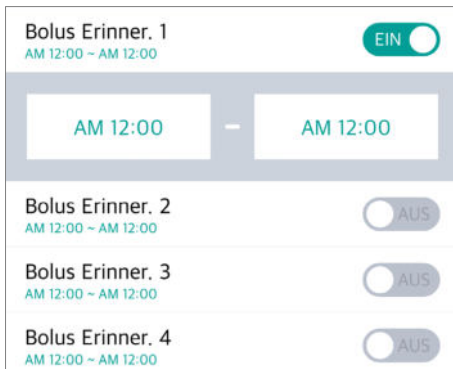 Bolus Erinner. 1
EIN
AM 12:00 ~ AM 12:00
AM 12:00 – AM 12:00
Bolus Erinner. 2
AUS
AM 12:00 ~ AM 12:00
Bolus Erinner. 3
AUS
AM 12:00 ~ AM 12:00
Bolus Erinner. 4
AUS
AM 12:00 ~ AM 12:00